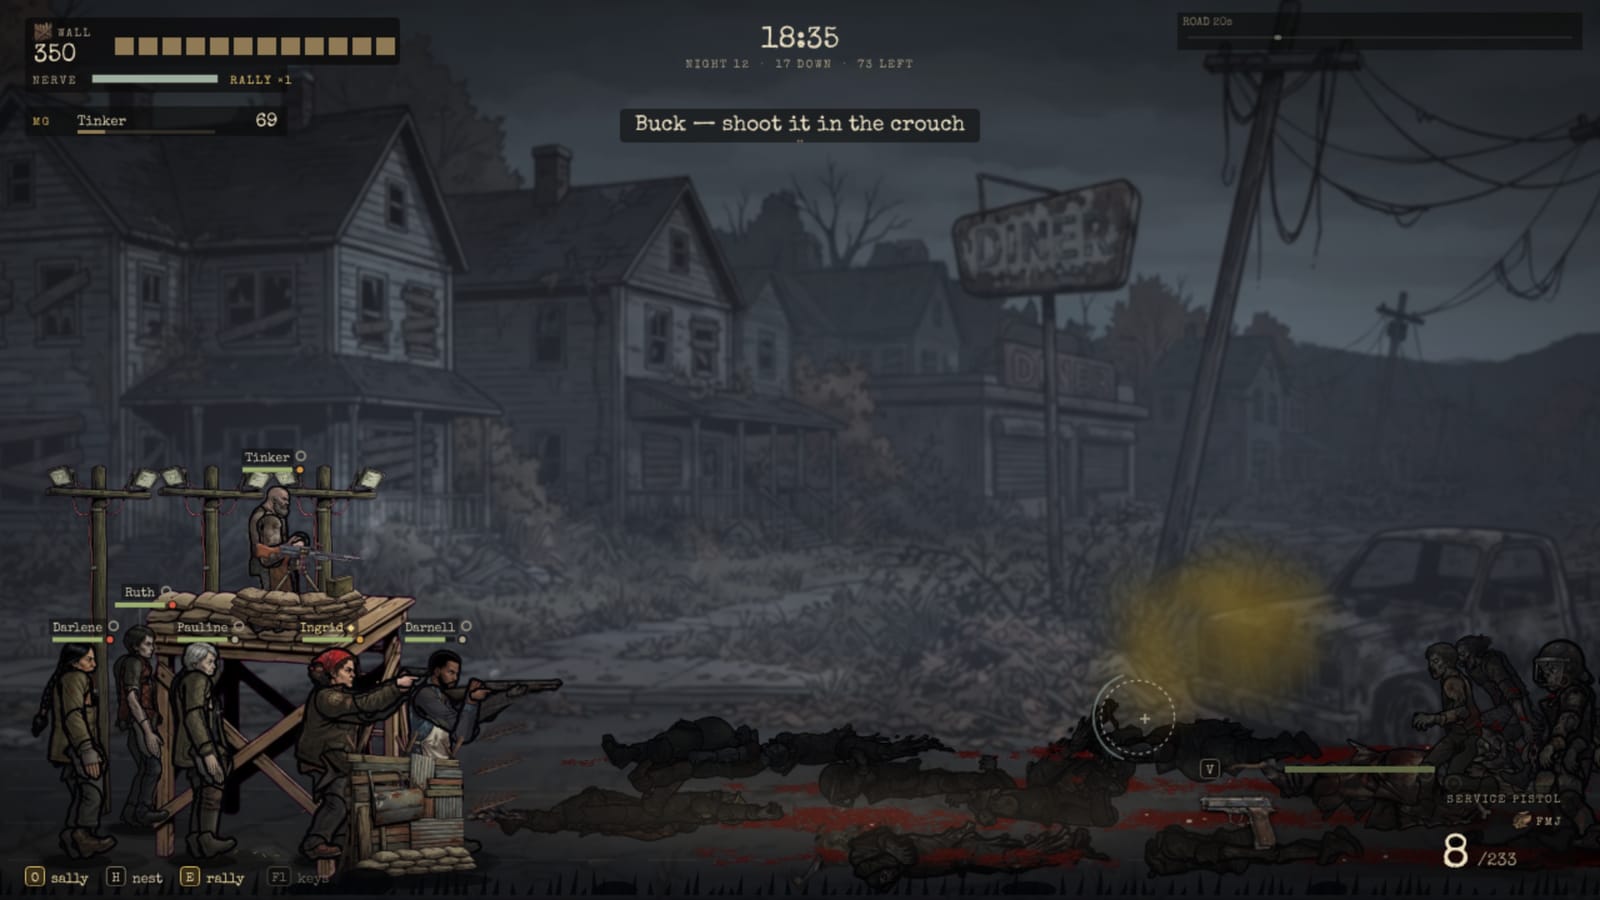 WALL
350
NERVE
RALLY ×1
MG Tinker 69
18:35
NIGHT 12 · 17 DOWN · 73 LEFT
Buck — shoot it in the crouch
ROAD 20s
DINER
DINER
Tinker
Ruth
Darlene
Pauline
Ingrid
Darnell
V
SERVICE PISTOL
FMJ
8 /233
O sally H nest E rally F1 keys